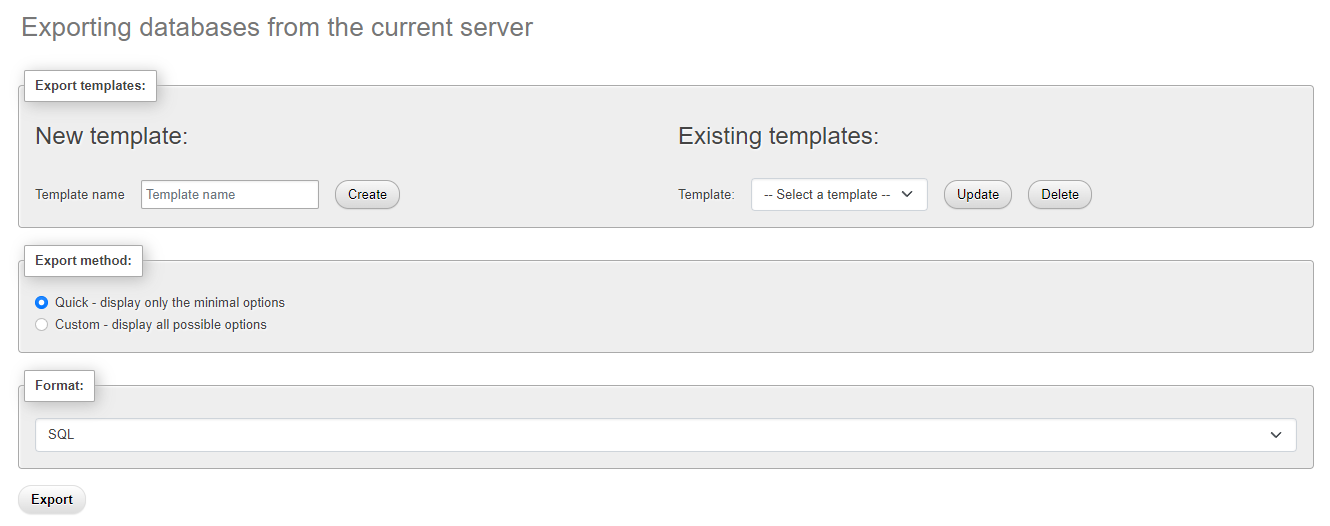 Exporting databases from the current server
Export templates:
New template:
Template name Template name Create
Existing templates:
Template: -- Select a template -- Update Delete
Export method:
Quick - display only the minimal options
Custom - display all possible options
Format:
SQL
Export